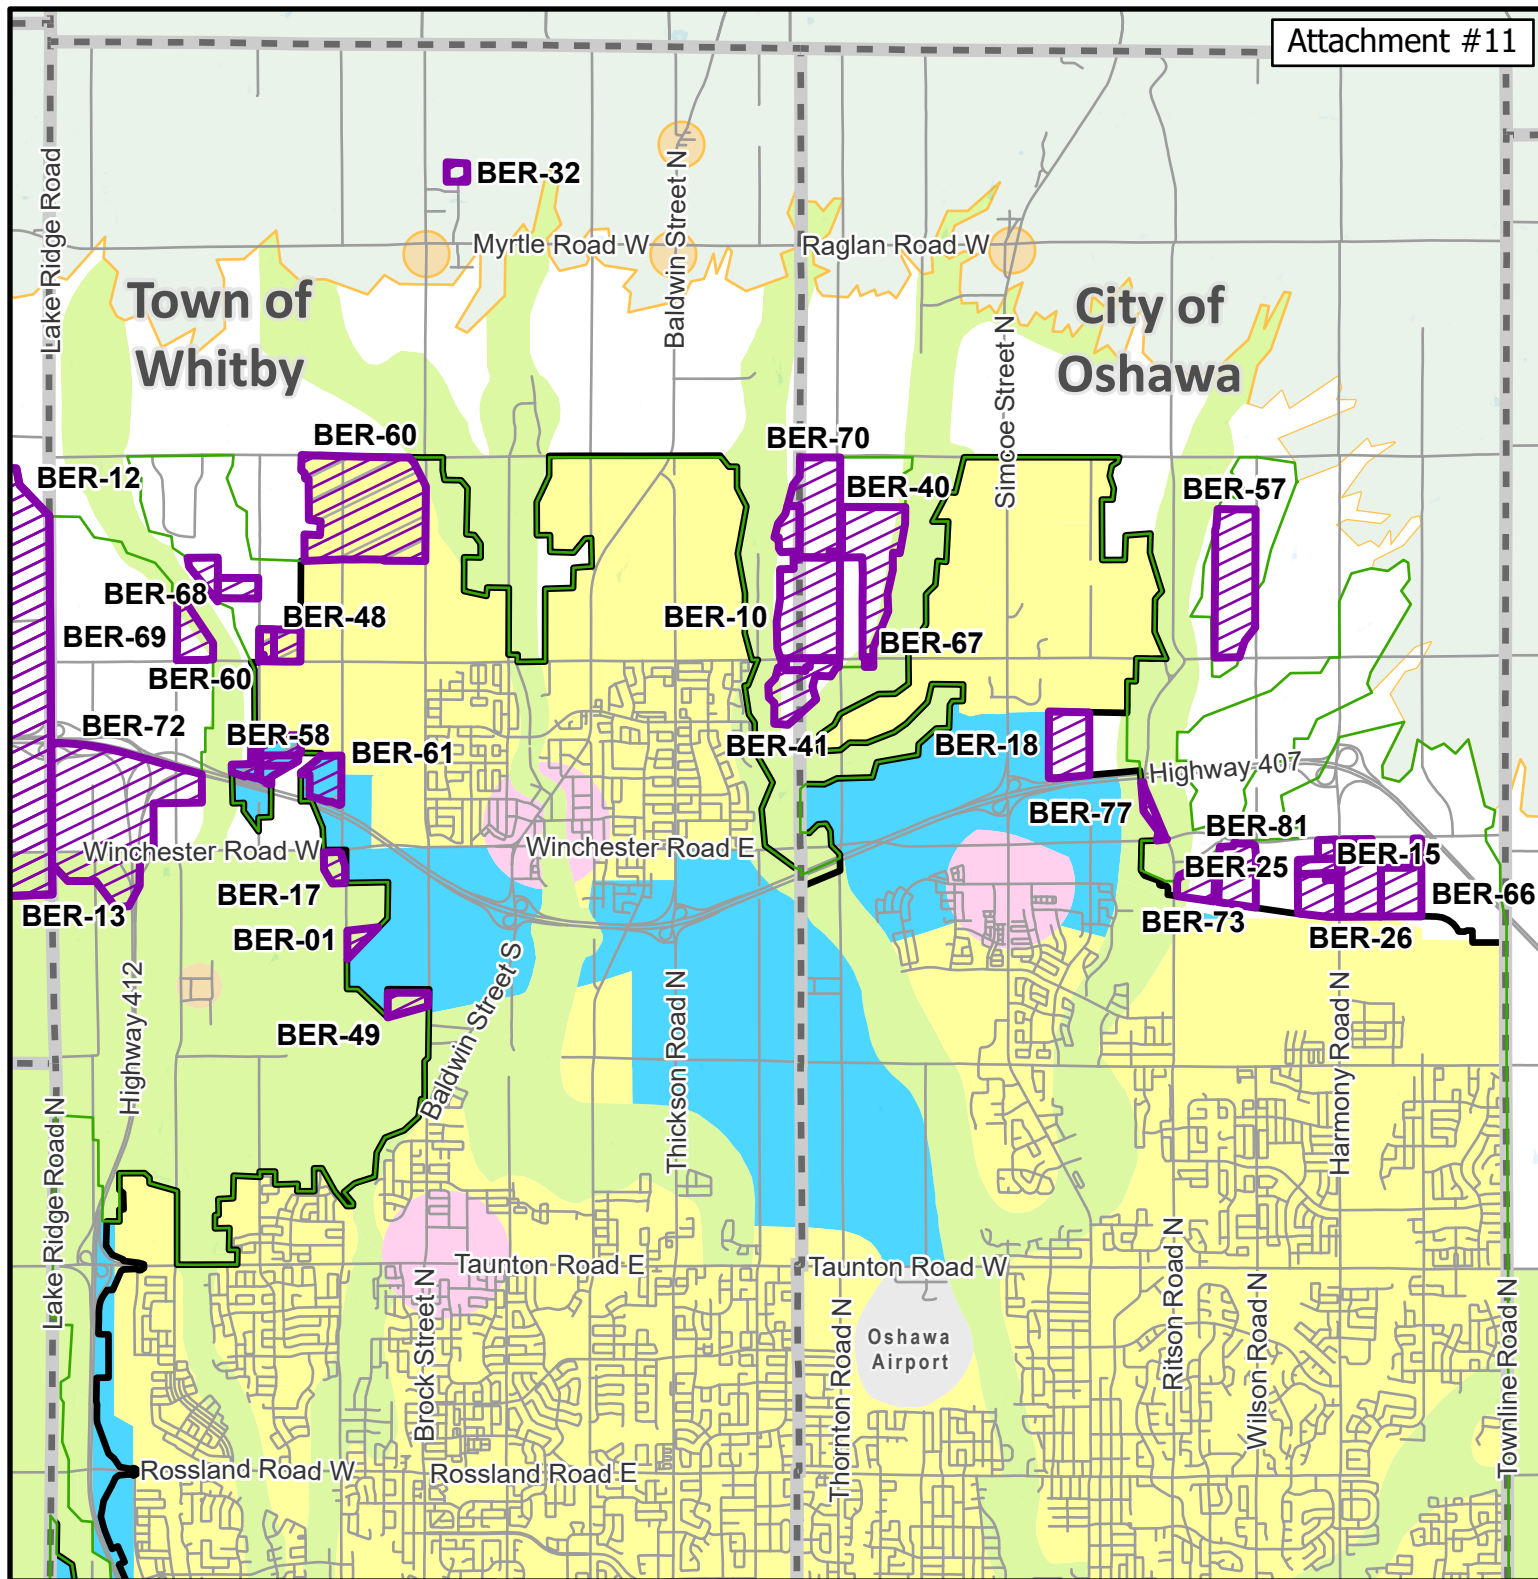 Attachment #11
Lake Ridge Road
BER-32
Baldwin Street N
Myrtle Road W
Raglan Road W
Town of
Whitby
City of
Oshawa
Simcoe Street N
BER-60
BER-70
BER-12
BER-40
BER-57
BER-68
BER-48
BER-10
BER-69
BER-67
BER-60
BER-72
BER-58
BER-61
BER-41
BER-18
Highway 407
BER-77
BER-81
Winchester Road W
Winchester Road E
BER-25
BER-15
BER-17
BER-66
BER-13
BER-73
BER-01
BER-26
Highway 412
Baldwin Street S
Thickson Road N
Harmony Road N
BER-49
Lake Ridge Road N
Taunton Road E
Taunton Road W
Brock Street N
Thornton Road N
Oshawa
Airport
Ritson Road N
Wilson Road N
Townline Road N
Rossland Road W
Rossland Road E